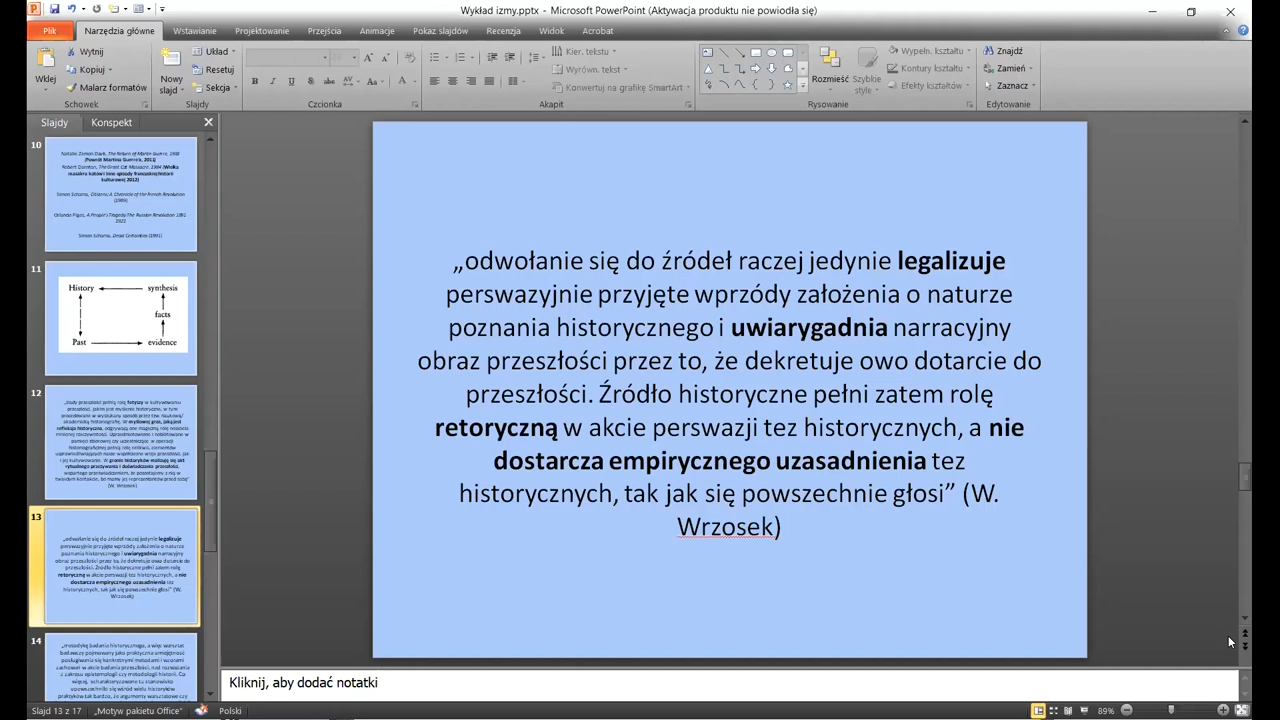 Wykład izmy.pptx - Microsoft PowerPoint (Aktywacja produktu nie powiodła się)
Plik Narzędzia główne Wstawianie Projektowanie Przejścia Animacje Pokaz slajdów Recenzja Widok Acrobat
Wklej
Wytnij
Kopiuj
Malarz formatów
Schowek
Nowy slajd
Układ
Resetuj
Sekcja
Slajdy
Czcionka
Kier. tekstu
Wyrówn. tekst
Konwertuj na grafikę SmartArt
Akapit
Rozmieść
Szybkie style
Wypełn. kształtu
Kontury kształtu
Efekty kształtów
Rysowanie
Znajdź
Zamień
Zaznacz
Edytowanie
Slajdy Konspekt
10
11
History synthesis
facts
Past evidence
12
13
14
„odwołanie się do źródeł raczej jedynie legalizuje
perswazyjnie przyjęte wprzódy założenia o naturze
poznania historycznego i uwiarygadnia narracyjny
obraz przeszłości przez to, że dekretuje owo dotarcie do
przeszłości. Źródło historyczne pełni zatem rolę
retoryczną w akcie perswazji tez historycznych, a nie
dostarcza empirycznego uzasadnienia tez
historycznych, tak jak się powszechnie głosi” (W.
Wrzosek)
Kliknij, aby dodać notatki
Slajd 13 z 17 „Motyw pakietu Office” Polski 89%